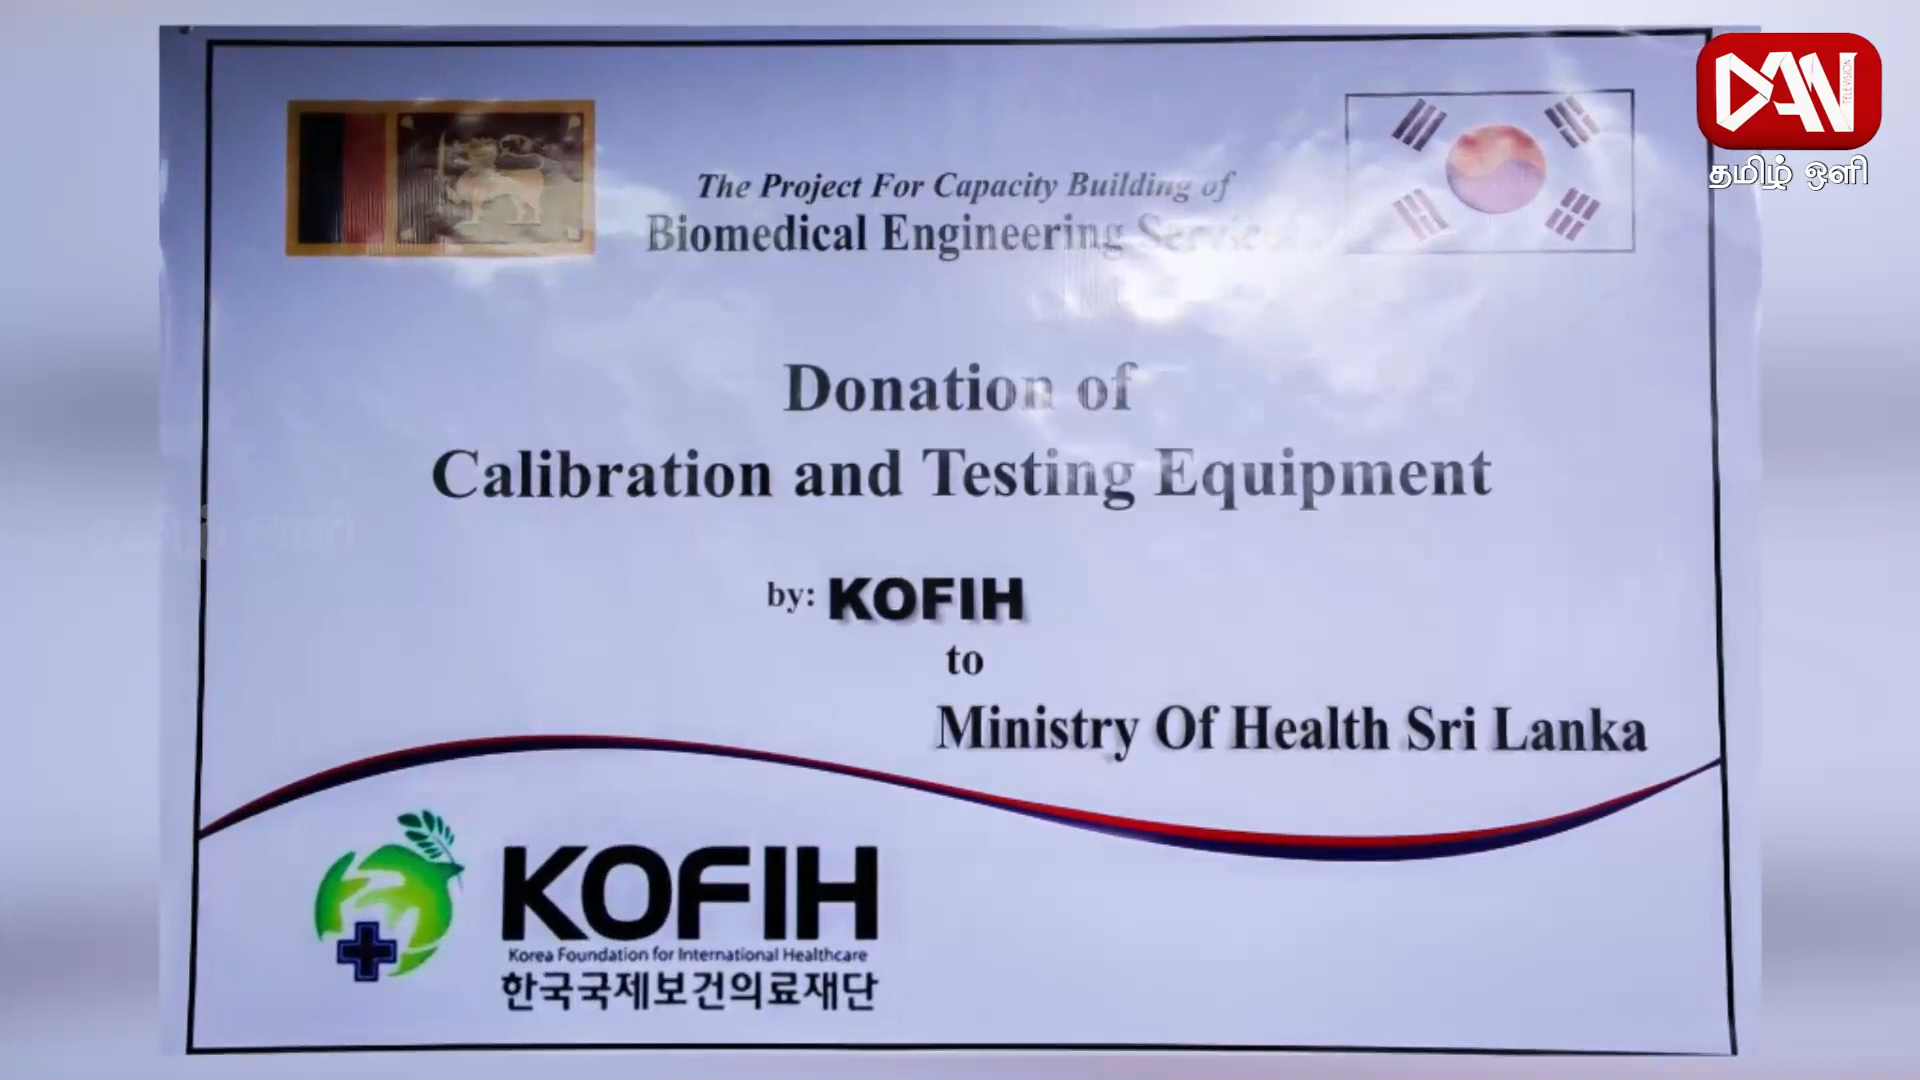 The Project For Capacity Building of
Biomedical Engineering
Donation of
Calibration and Testing Equipment
by: KOFIH
to
Ministry Of Health Sri Lanka
KOFIH
Korea Foundation for International Healthcare
한국국제보건의료재단
DAN
TELEVISION
தமிழ் ஒளி